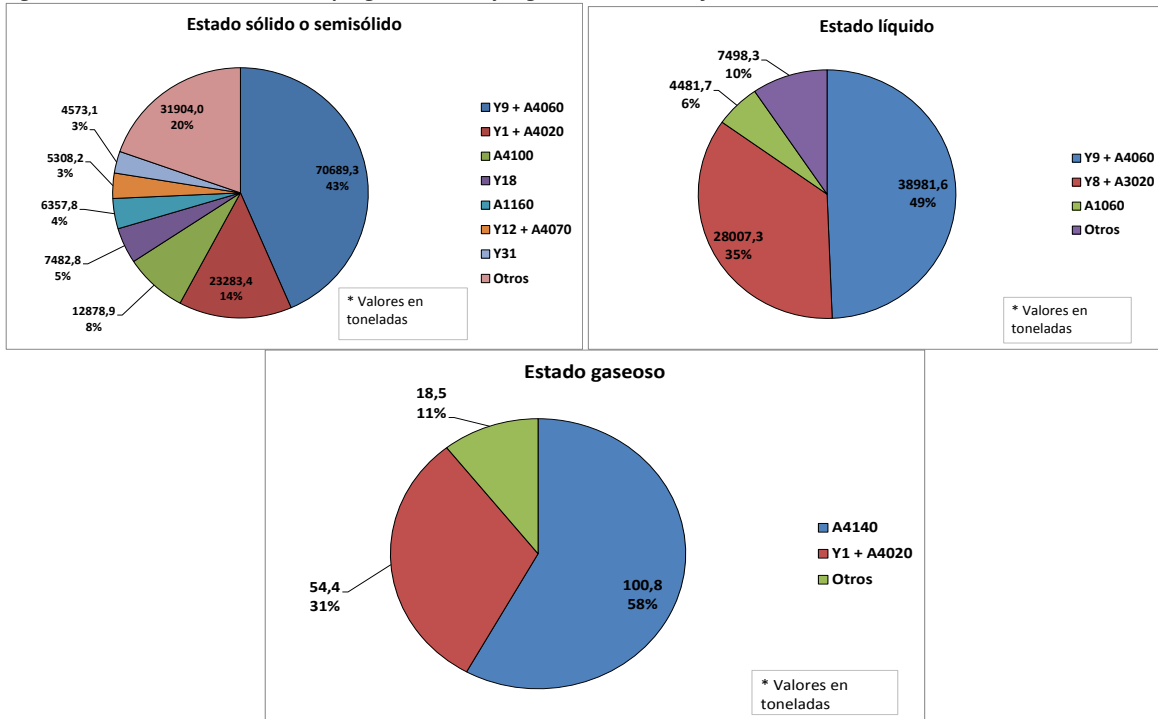 Estado sólido o semisólido
4573,1
3%
31904,0
20%
5308,2
3%
6357,8
4%
7482,8
5%
12878,9
8%
23283,4
14%
70689,3
43%
Y9 + A4060
Y1 + A4020
A4100
Y18
A1160
Y12 + A4070
Y31
Otros
* Valores en
toneladas
Estado líquido
7498,3
10%
4481,7
6%
28007,3
35%
38981,6
49%
Y9 + A4060
Y8 + A3020
A1060
Otros
* Valores en
toneladas
Estado gaseoso
18,5
11%
54,4
31%
100,8
58%
A4140
Y1 + A4020
Otros
* Valores en
toneladas